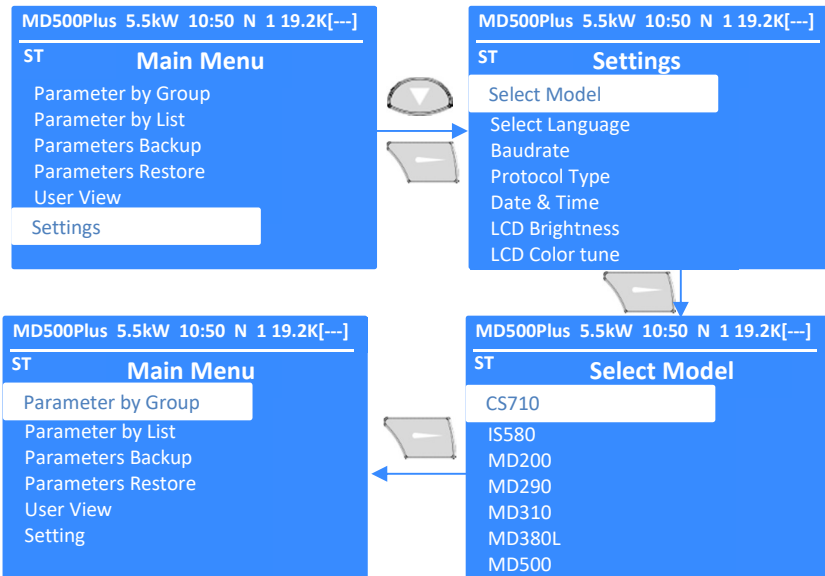 MD500Plus 5.5kW 10:50 N 1 19.2K[---]
ST Main Menu
Parameter by Group
Parameter by List
Parameters Backup
Parameters Restore
User View
Settings
MD500Plus 5.5kW 10:50 N 1 19.2K[---]
ST Settings
Select Model
Select Language
Baudrate
Protocol Type
Date & Time
LCD Brightness
LCD Color tune
MD500Plus 5.5kW 10:50 N 1 19.2K[---]
ST Main Menu
Parameter by Group
Parameter by List
Parameters Backup
Parameters Restore
User View
Setting
MD500Plus 5.5kW 10:50 N 1 19.2K[---]
ST Select Model
CS710
IS580
MD200
MD290
MD310
MD380L
MD500